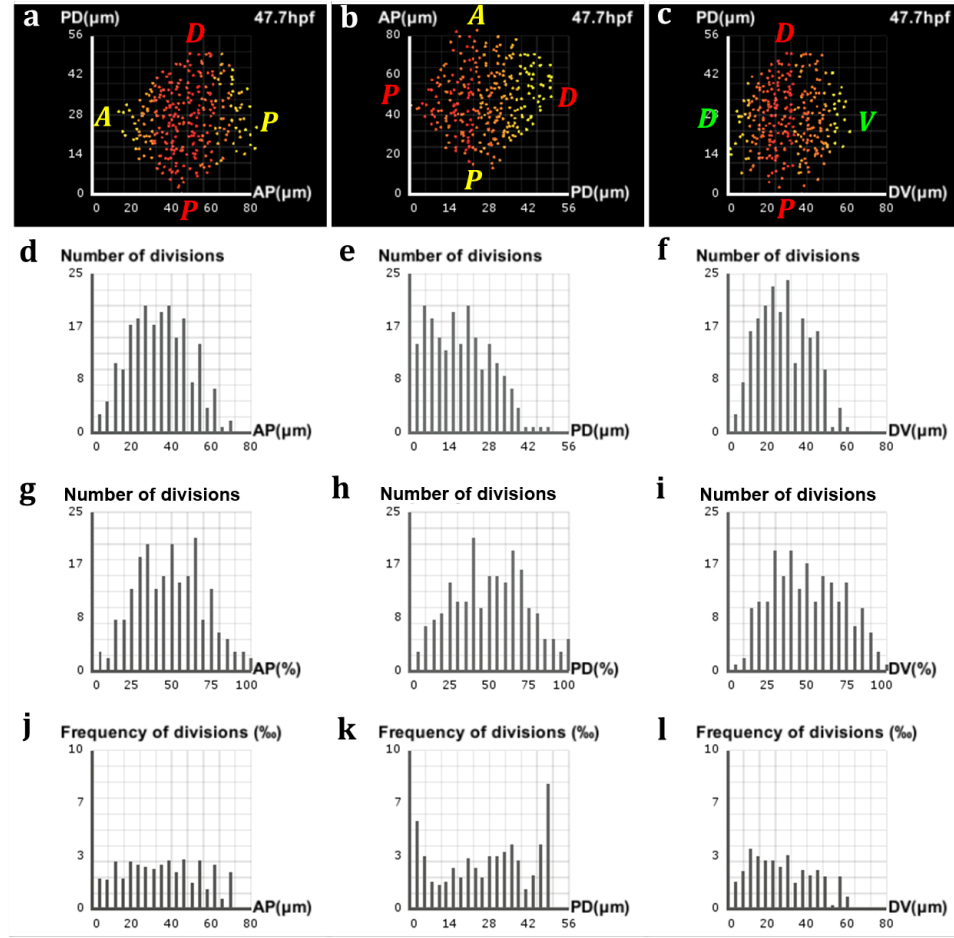 a PD(μm) 47.7hpf
D
56
42
28
14
0
A
P
P
0 20 40 60 80 AP(μm)
b AP(μm) 47.7hpf
A
80
60
40
20
0
P
D
P
0 14 28 42 56 PD(μm)
c PD(μm) 47.7hpf
D
56
42
28
14
0
D
V
P
0 20 40 60 80 DV(μm)
d Number of divisions
25
17
8
0
0 20 40 60 80 AP(μm)
e Number of divisions
25
17
8
0
0 14 28 42 56 PD(μm)
f Number of divisions
25
17
8
0
0 20 40 60 80 DV(μm)
g Number of divisions
25
17
8
0
0 25 50 75 100 AP(%)
h Number of divisions
25
17
8
0
0 25 50 75 100 PD(%)
i Number of divisions
25
17
8
0
0 25 50 75 100 DV(%)
j Frequency of divisions (‰)
10
7
3
0
0 20 40 60 80 AP(μm)
k Frequency of divisions (‰)
10
7
3
0
0 14 28 42 56 PD(μm)
l Frequency of divisions (‰)
10
7
3
0
0 20 40 60 80 DV(μm)